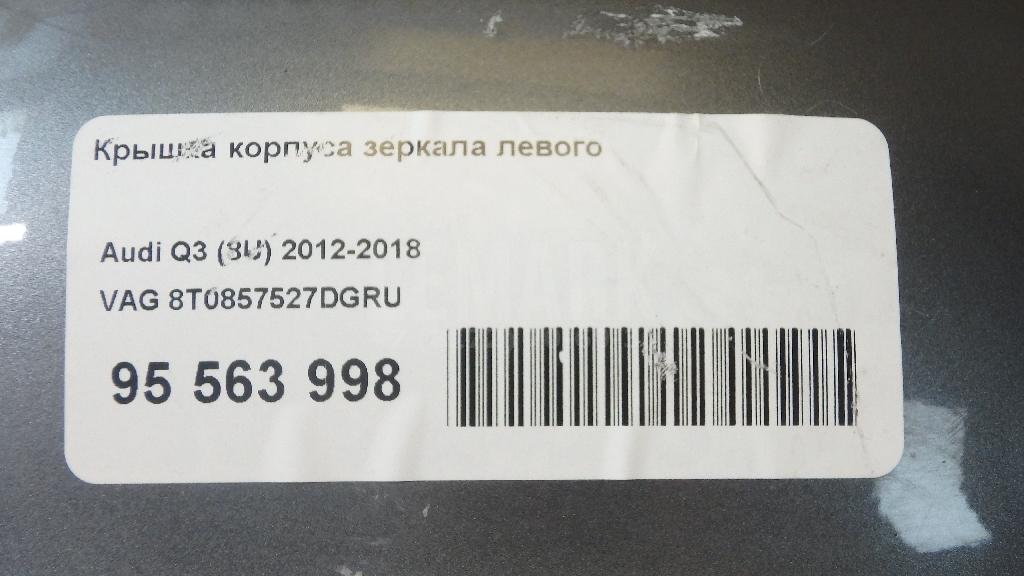 Крышка корпуса зеркала левого
Audi Q3 (8U) 2012-2018
VAG 8T0857527DGRU
95 563 998